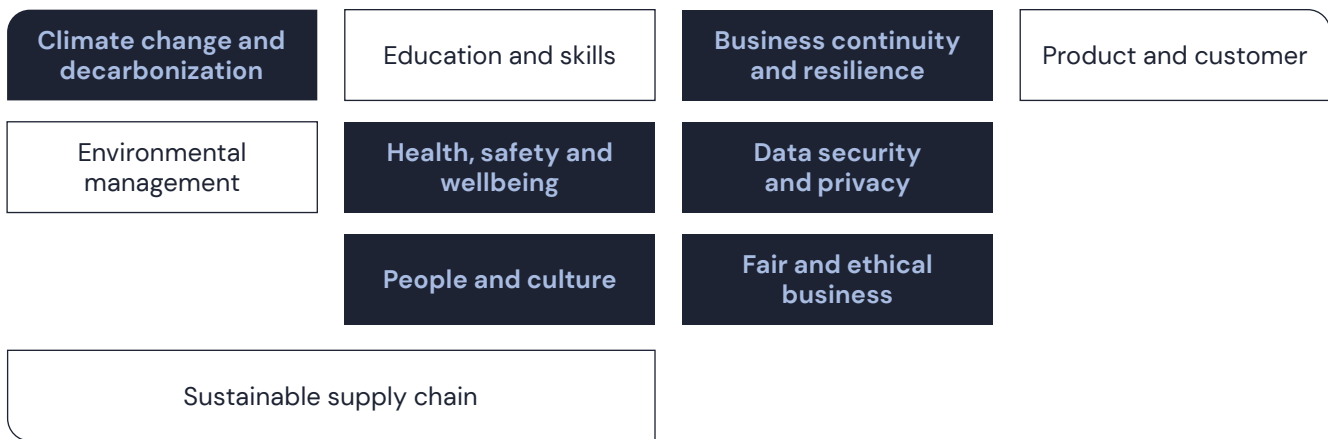 Climate change and
decarbonization
Education and skills
Business continuity
and resilience
Product and customer
Environmental
management
Health, safety and
wellbeing
Data security
and privacy
People and culture
Fair and ethical
business
Sustainable supply chain